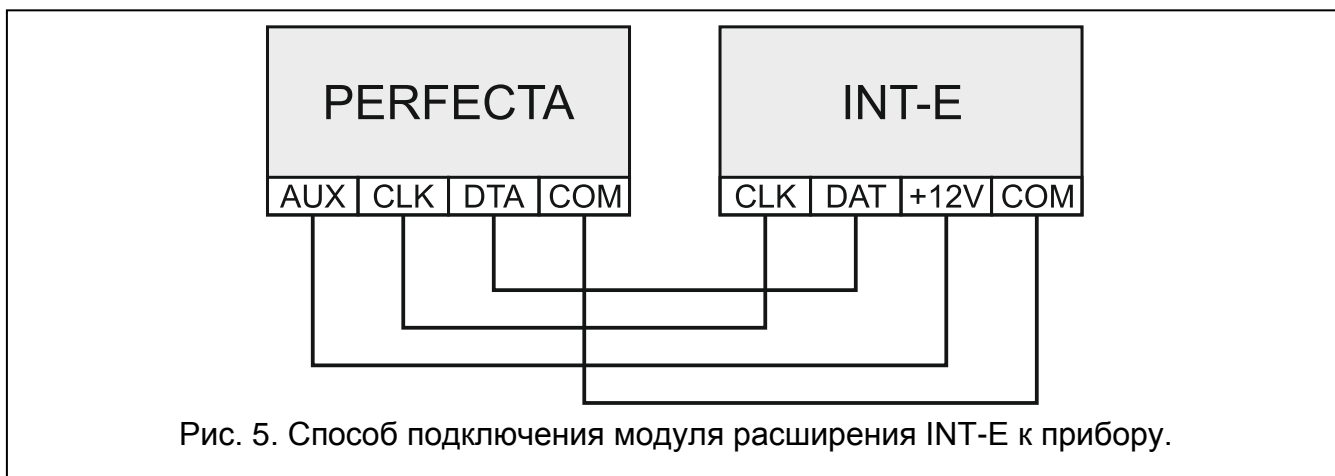 PERFECTA INT-E
AUX CLK DTA COM CLK DAT +12V COM
Рис. 5. Способ подключения модуля расширения INT-E к прибору.